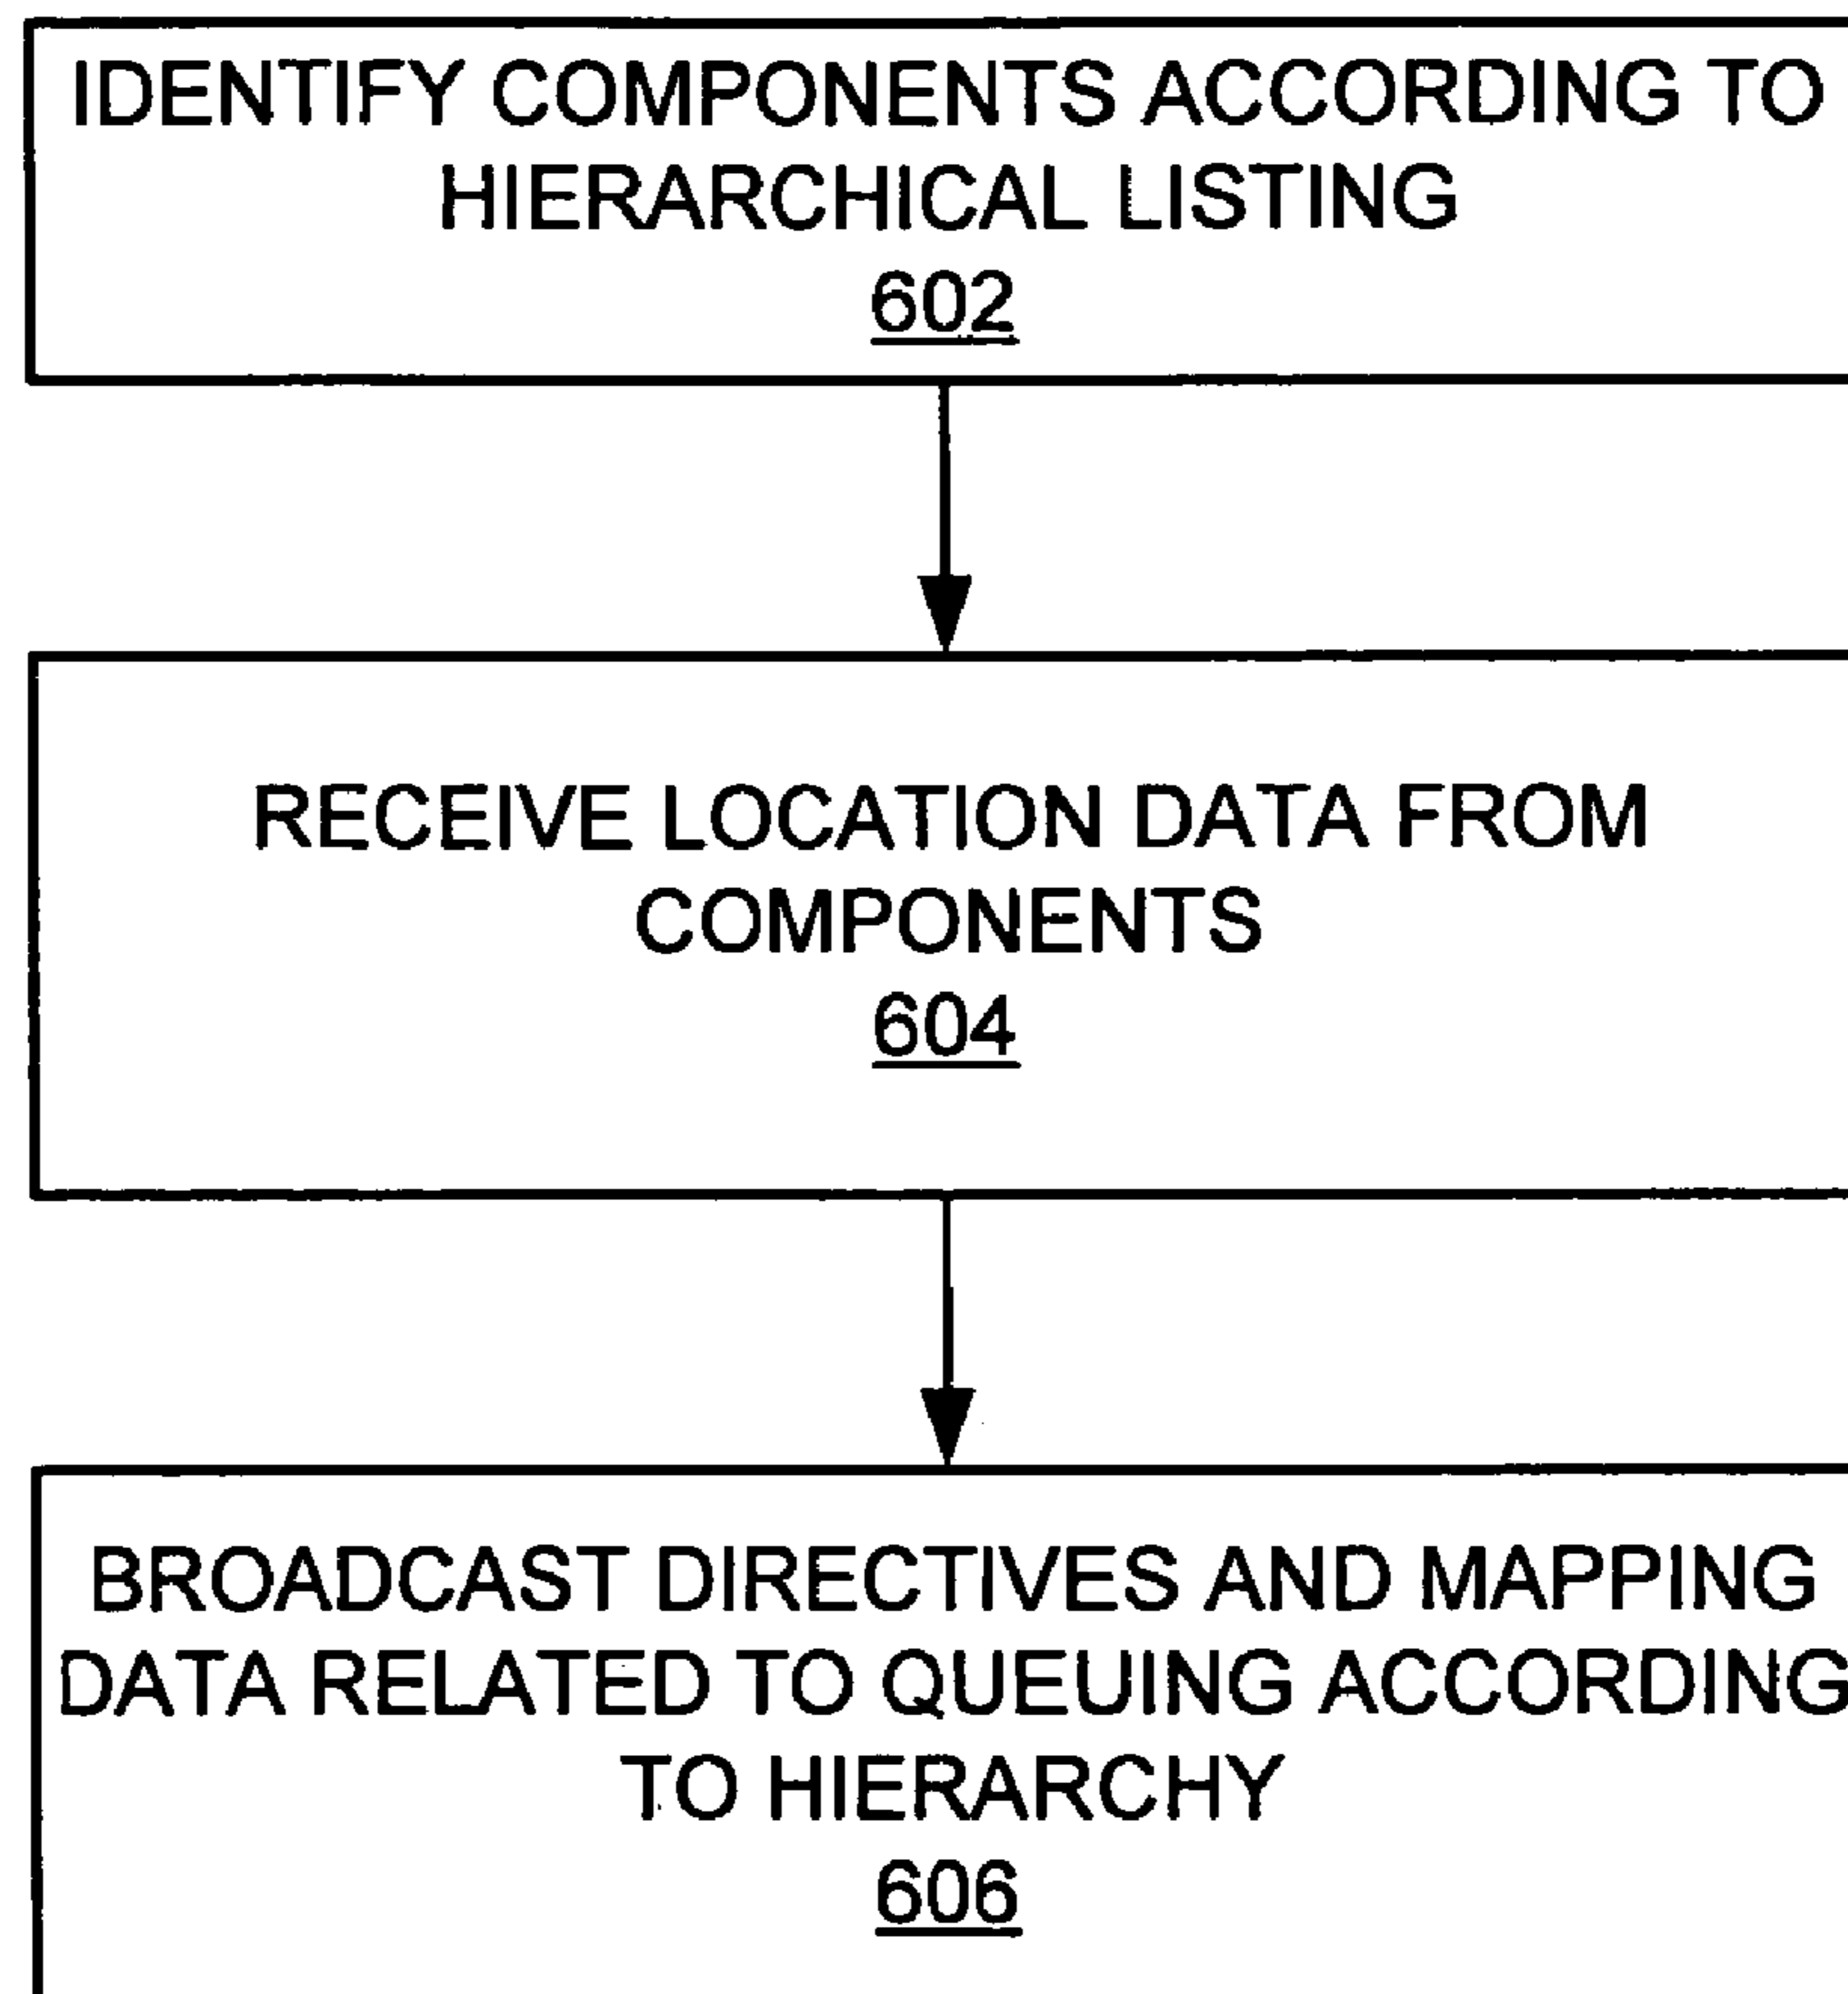 IDENTIFY COMPONENTS ACCORDING TO
HIERARCHICAL LISTING
602
RECEIVE LOCATION DATA FROM
COMPONENTS
604
BROADCAST DIRECTIVES AND MAPPING
DATA RELATED TO QUEUING ACCORDING
TO HIERARCHY
606